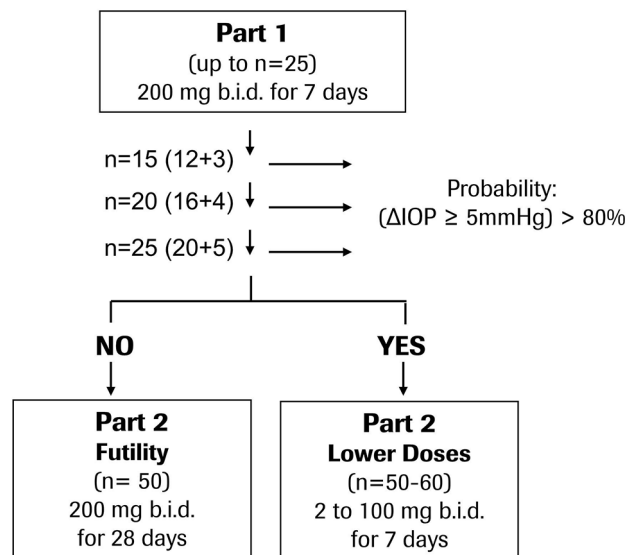 Part 1
(up to n=25)
200 mg b.i.d. for 7 days
n=15 (12+3)
n=20 (16+4)
n=25 (20+5)
Probability:
(ΔIOP ≥ 5mmHg) > 80%
NO
YES
Part 2
Futility
(n= 50)
200 mg b.i.d.
for 28 days
Part 2
Lower Doses
(n=50-60)
2 to 100 mg b.i.d.
for 7 days